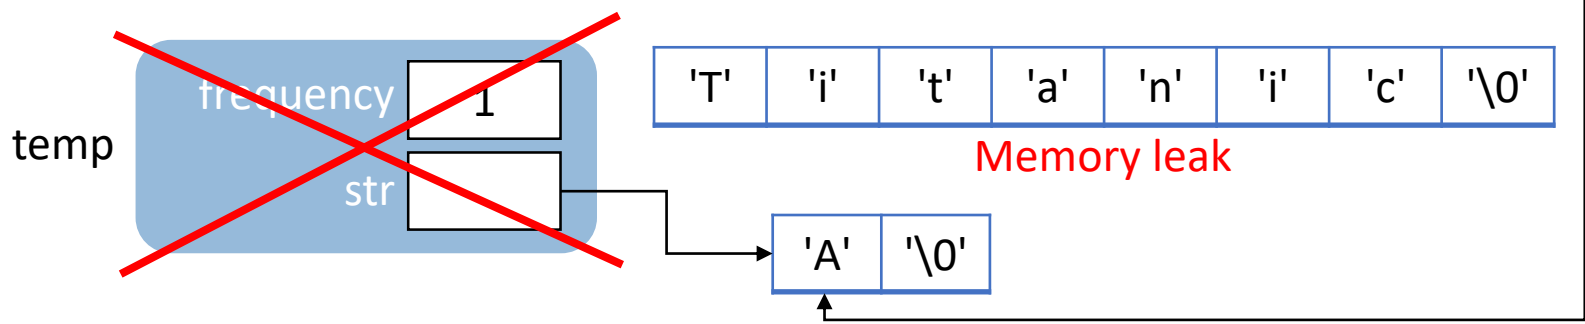 frequency 1
temp
str
'T' 'i' 't' 'a' 'n' 'i' 'c' '\0'
Memory leak
'A' '\0'